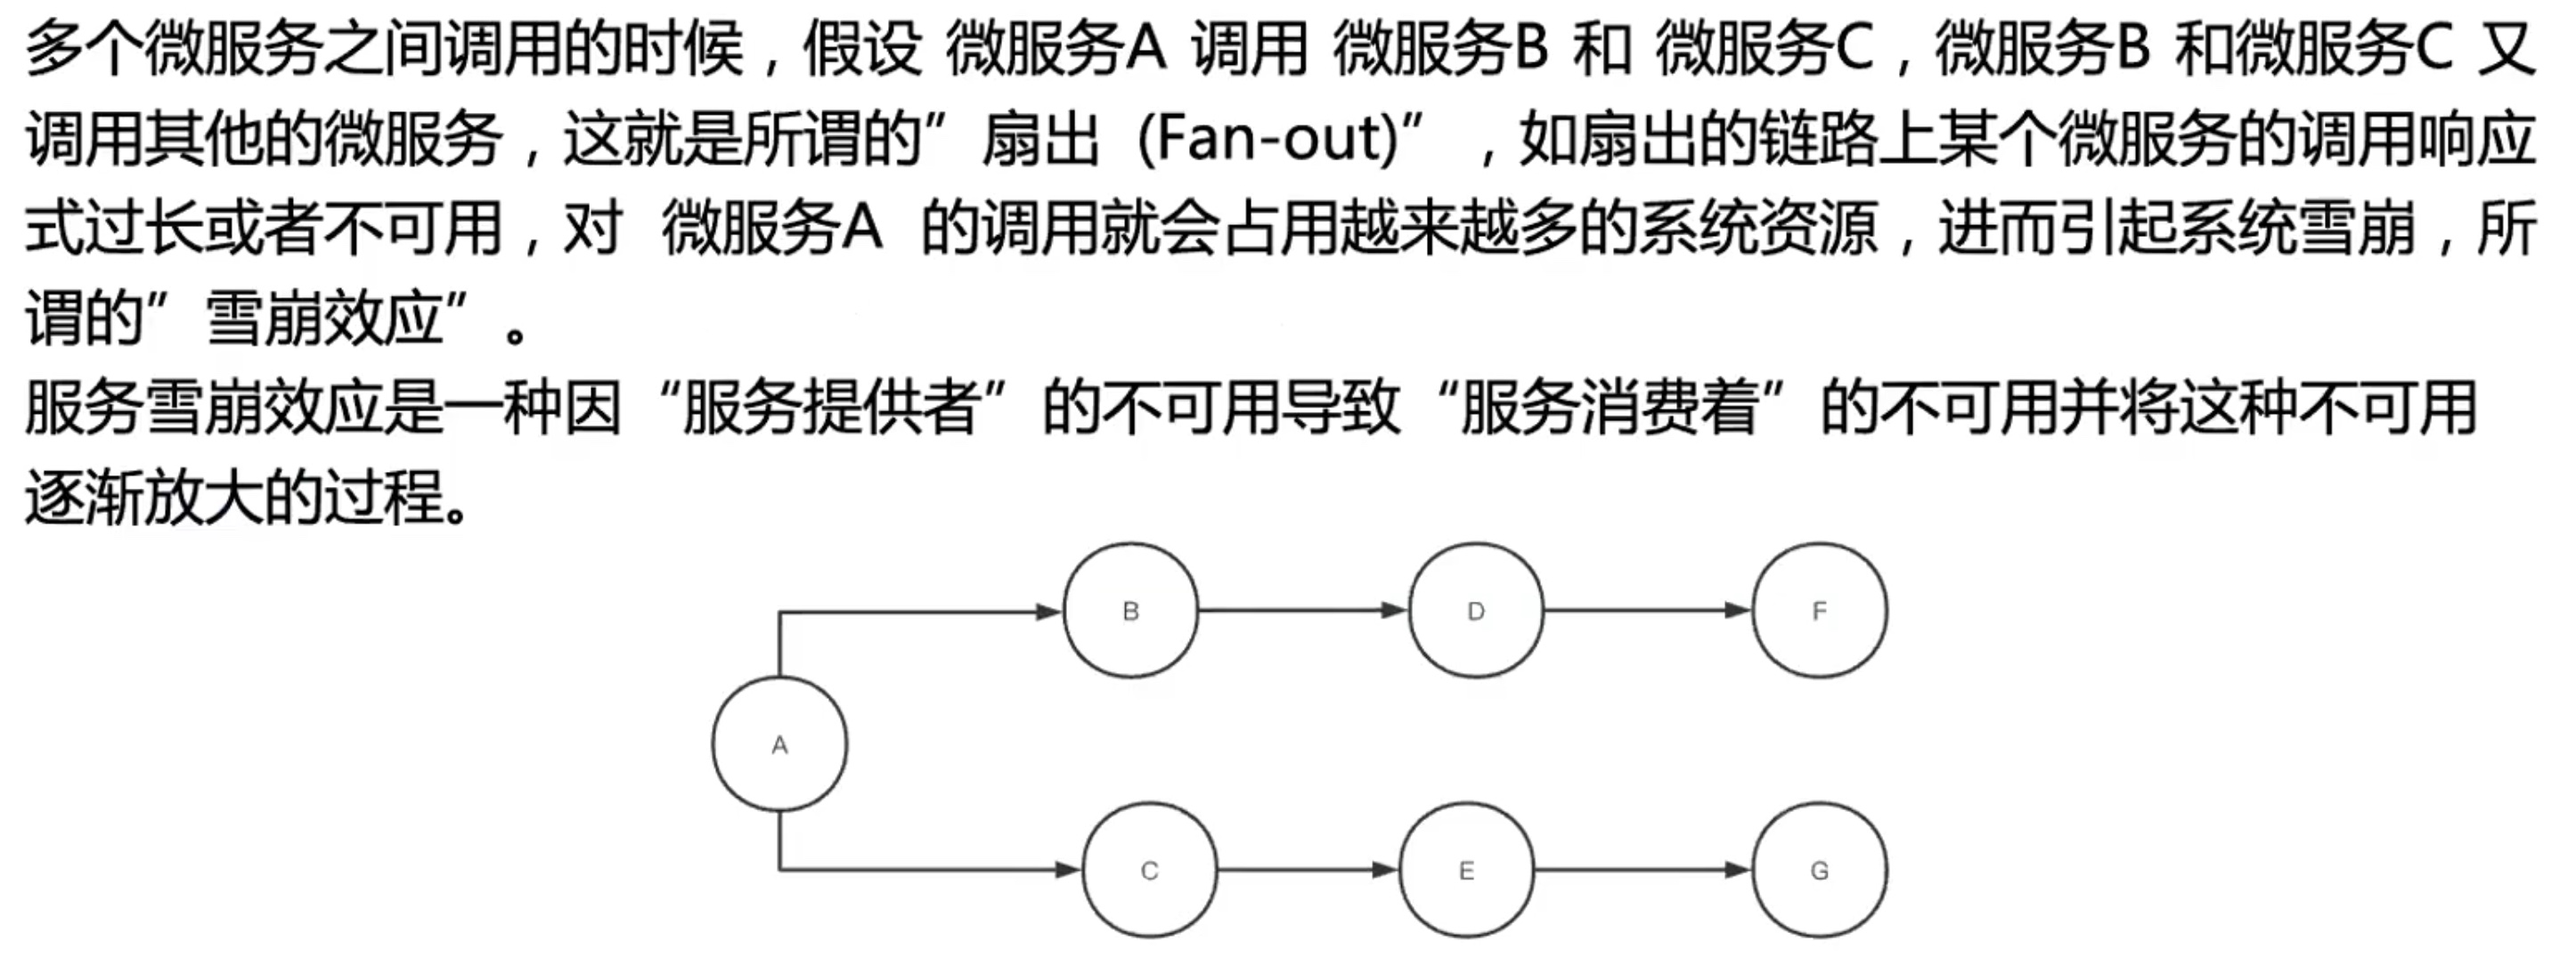 多个微服务之间调用的时候，假设 微服务A 调用 微服务B 和 微服务C，微服务B 和微服务C 又
调用其他的微服务，这就是所谓的”扇出 (Fan-out)”，如扇出的链路上某个微服务的调用响应
式过长或者不可用，对 微服务A 的调用就会占用越来越多的系统资源，进而引起系统雪崩，所
谓的”雪崩效应”。
服务雪崩效应是一种因“服务提供者”的不可用导致“服务消费着”的不可用并将这种不可用
逐渐放大的过程。
B
D
F
A
C
E
G